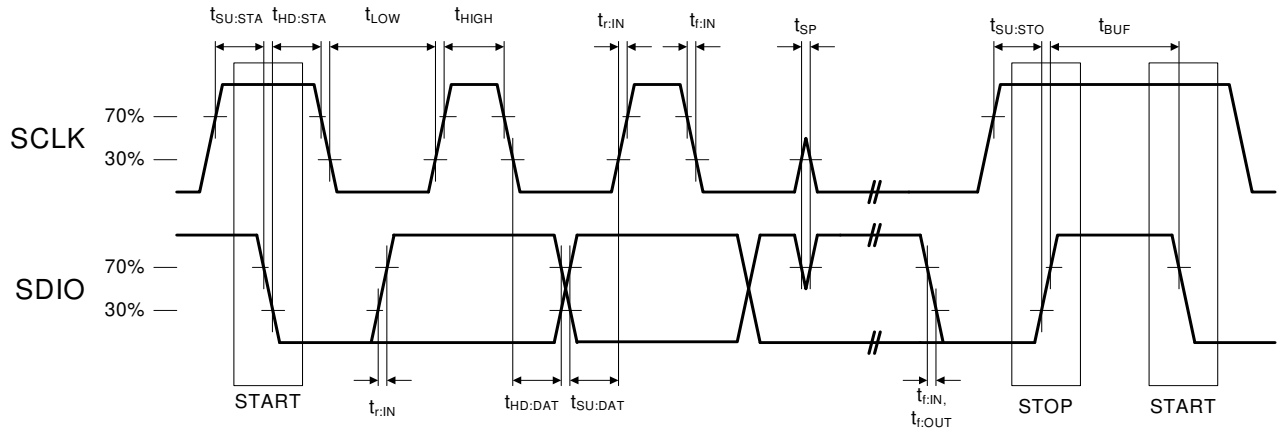 tSU:STA tHD:STA tLOW tHIGH tr:IN tf:IN tSP tSU:STO tBUF
70%
SCLK
30%
70%
SDIO
30%
START tr:IN tHD:DAT tSU:DAT tf:IN, STOP START
tf:OUT